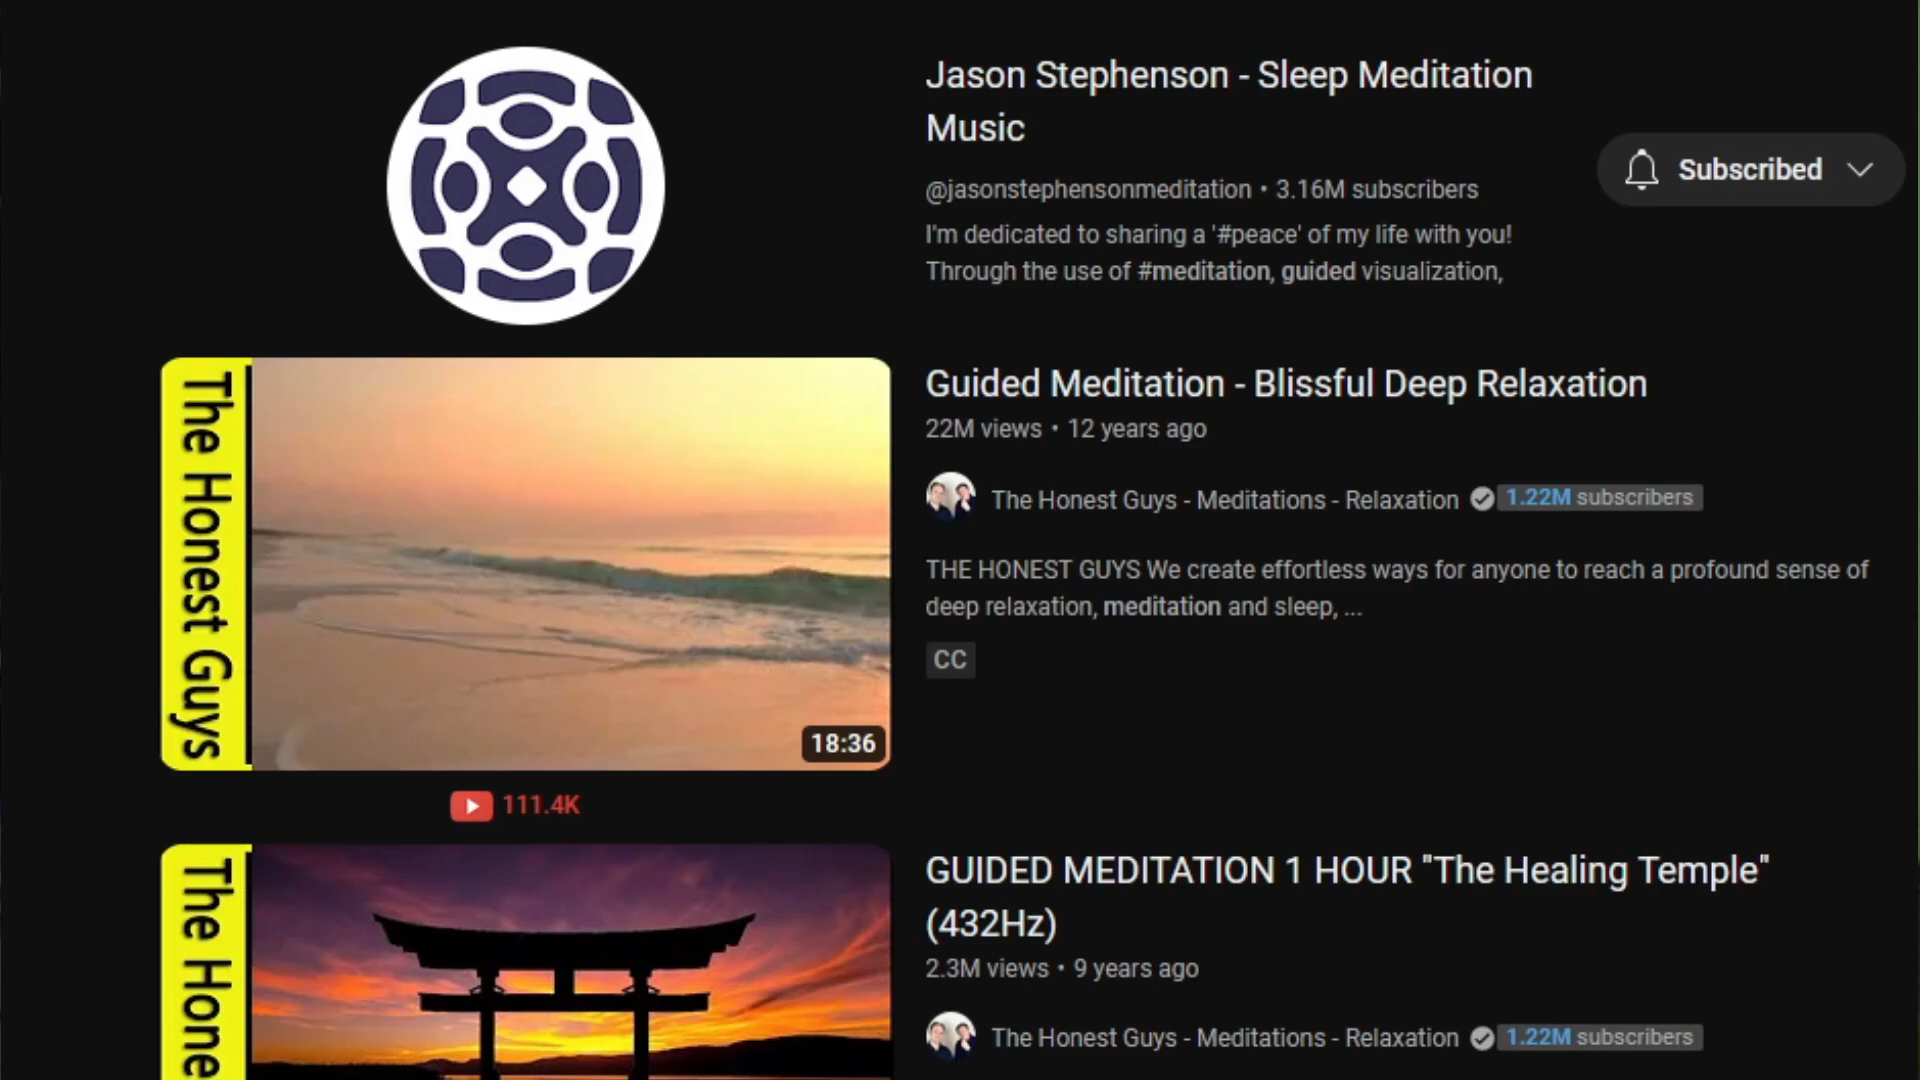 Jason Stephenson - Sleep Meditation
Music
@jasonstephensonmeditation • 3.16M subscribers
I'm dedicated to sharing a '#peace' of my life with you!
Through the use of #meditation, guided visualization,
Subscribed
The Honest Guys
18:36
111.4K
Guided Meditation - Blissful Deep Relaxation
22M views • 12 years ago
The Honest Guys - Meditations - Relaxation 1.22M subscribers
THE HONEST GUYS We create effortless ways for anyone to reach a profound sense of
deep relaxation, meditation and sleep, ...
CC
The Hone
GUIDED MEDITATION 1 HOUR "The Healing Temple"
(432Hz)
2.3M views • 9 years ago
The Honest Guys - Meditations - Relaxation 1.22M subscribers